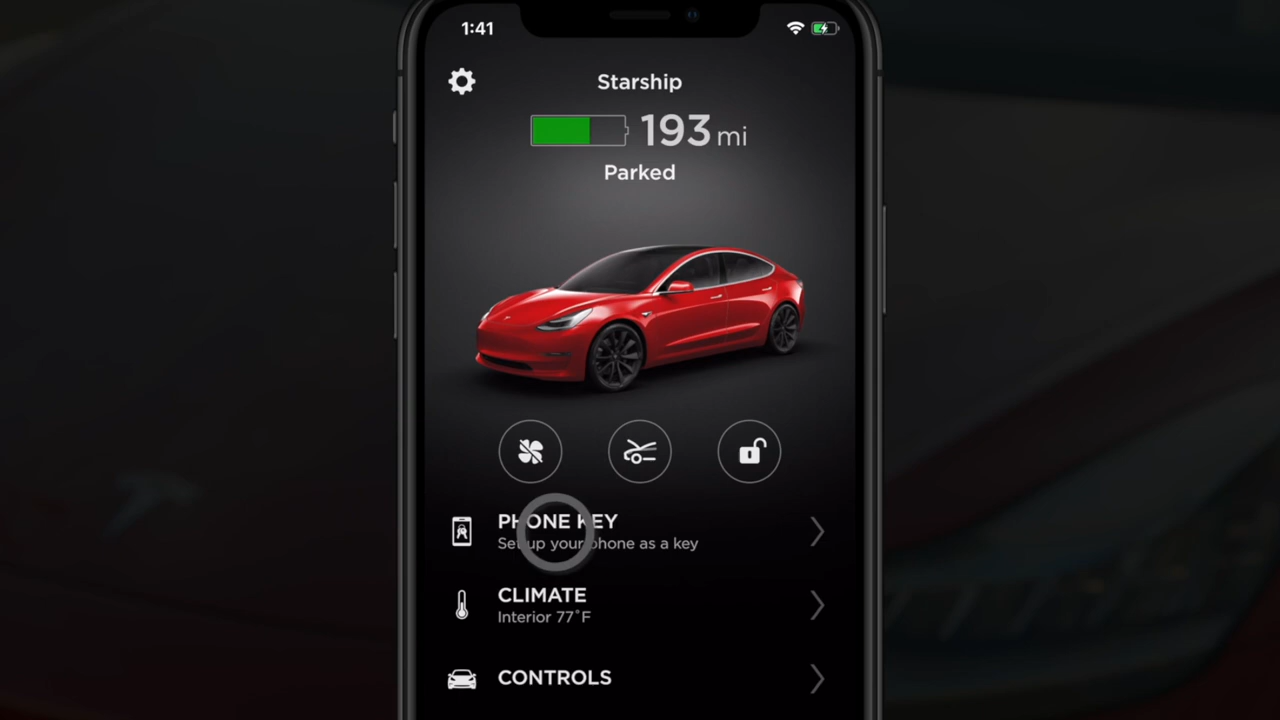 1:41
Starship
193 mi
Parked
PHONE KEY
Set up your phone as a key
CLIMATE
Interior 77°F
CONTROLS